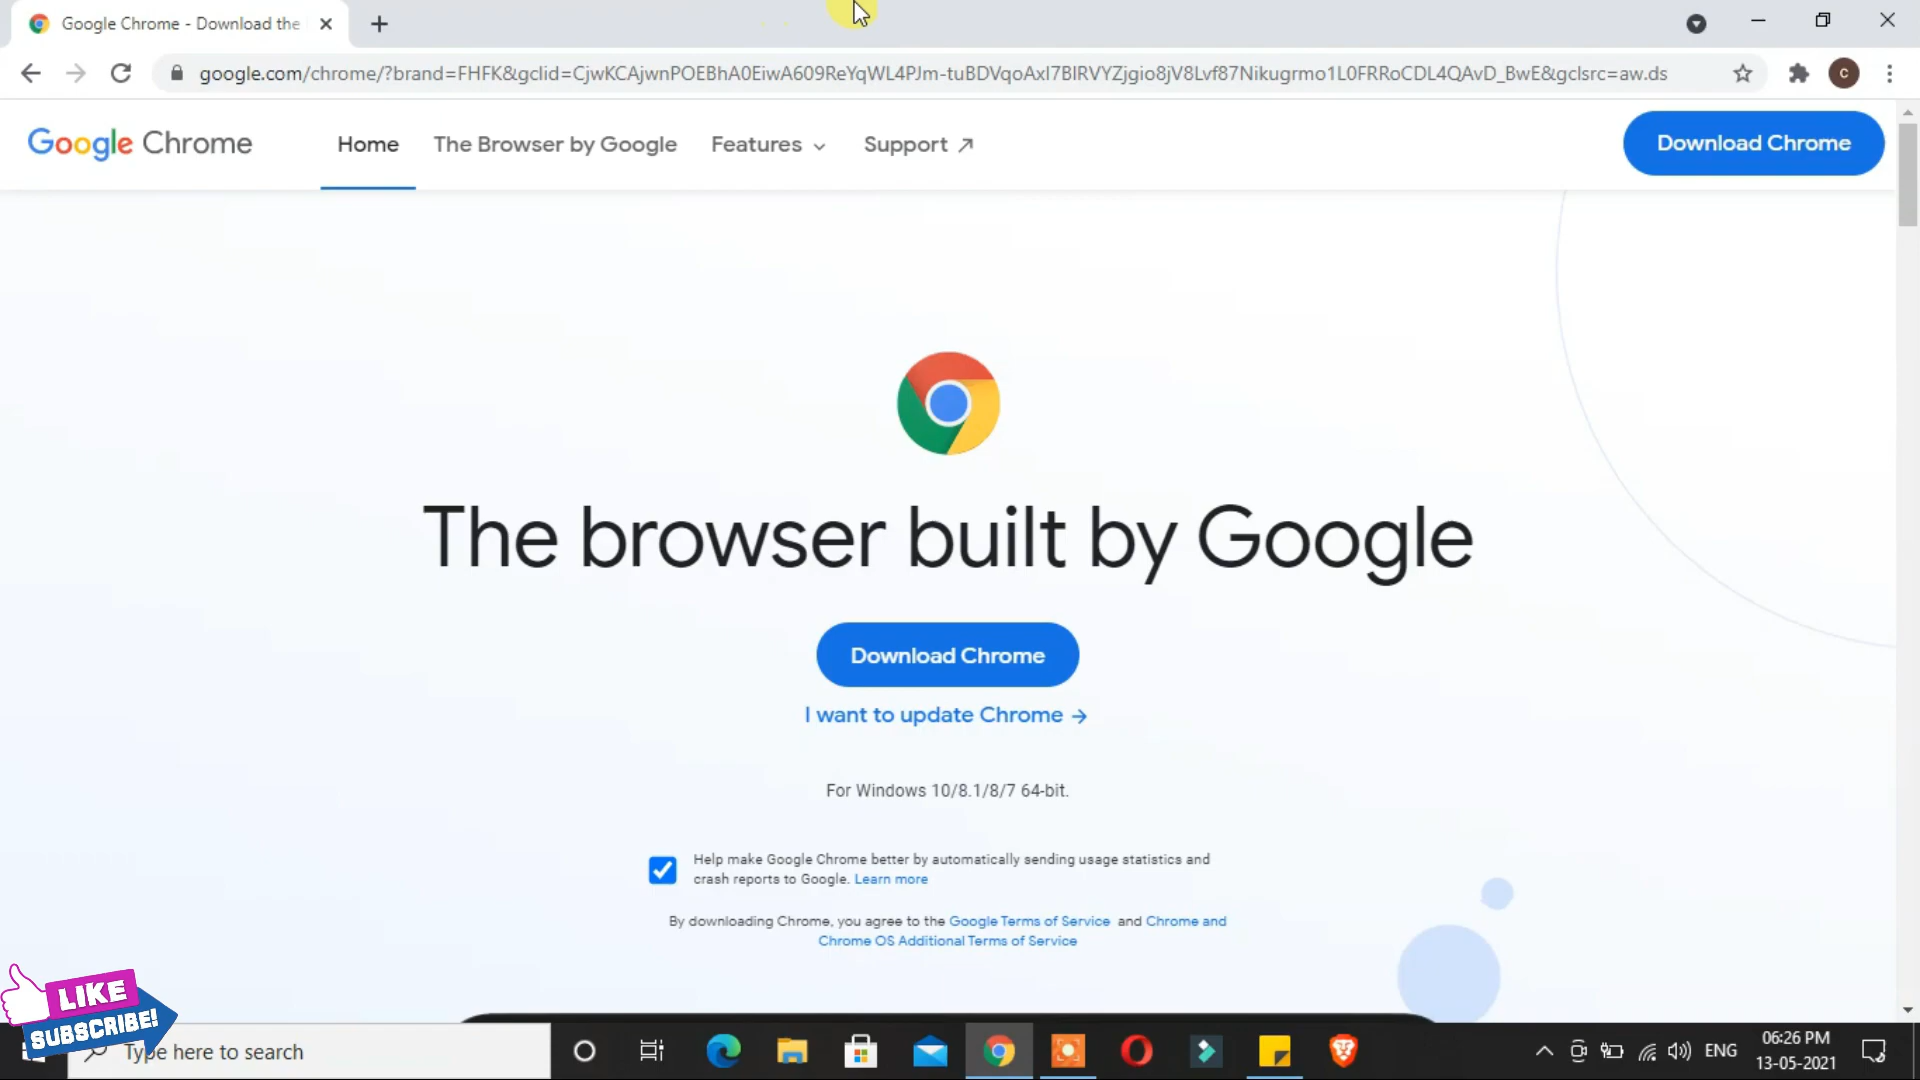 Google Chrome - Download the
google.com/chrome/?brand=FHFK&gclid=CjwKCAjwnPOEBhA0EiwA609ReYqWL4PJm-tuBDVqoAxI7BlRVYZjgio8jV8Lvf87Nikugrmo1L0FRRoCDL4QAvD_BwE&gclsrc=aw.ds
C
Google Chrome
Home
The Browser by Google
Features
Support
Download Chrome
The browser built by Google
Download Chrome
I want to update Chrome →
For Windows 10/8.1/8/7 64-bit.
Help make Google Chrome better by automatically sending usage statistics and
crash reports to Google. Learn more
By downloading Chrome, you agree to the Google Terms of Service and Chrome and
Chrome OS Additional Terms of Service
LIKE
SUBSCRIBE!
Type here to search
ENG
06:26 PM
13-05-2021